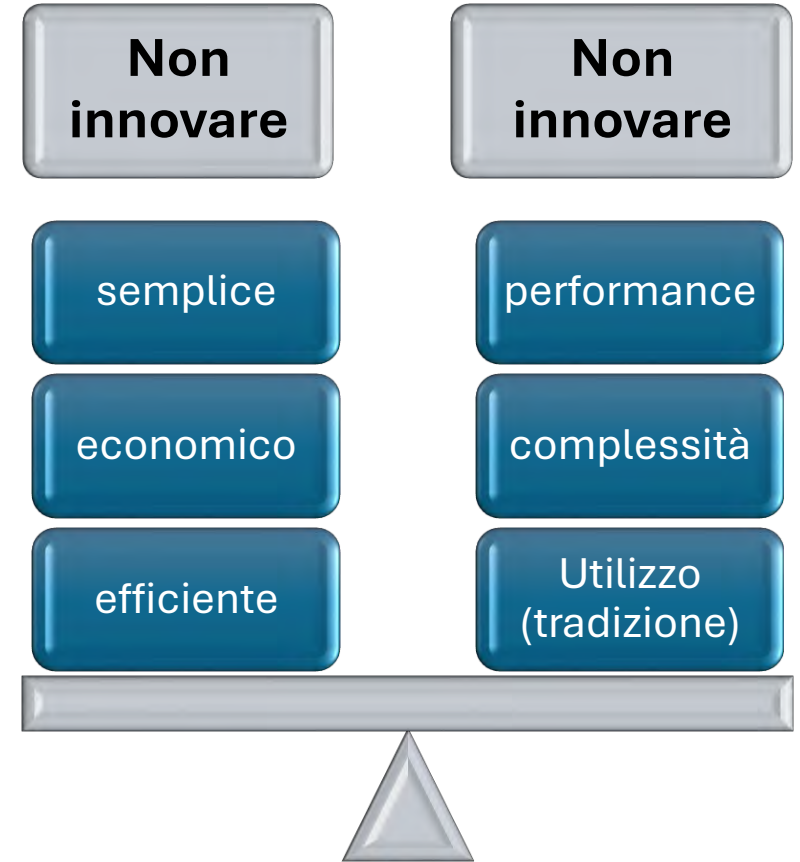 Non
innovare
semplice
economico
efficiente
Non
innovare
performance
complessità
Utilizzo
(tradizione)